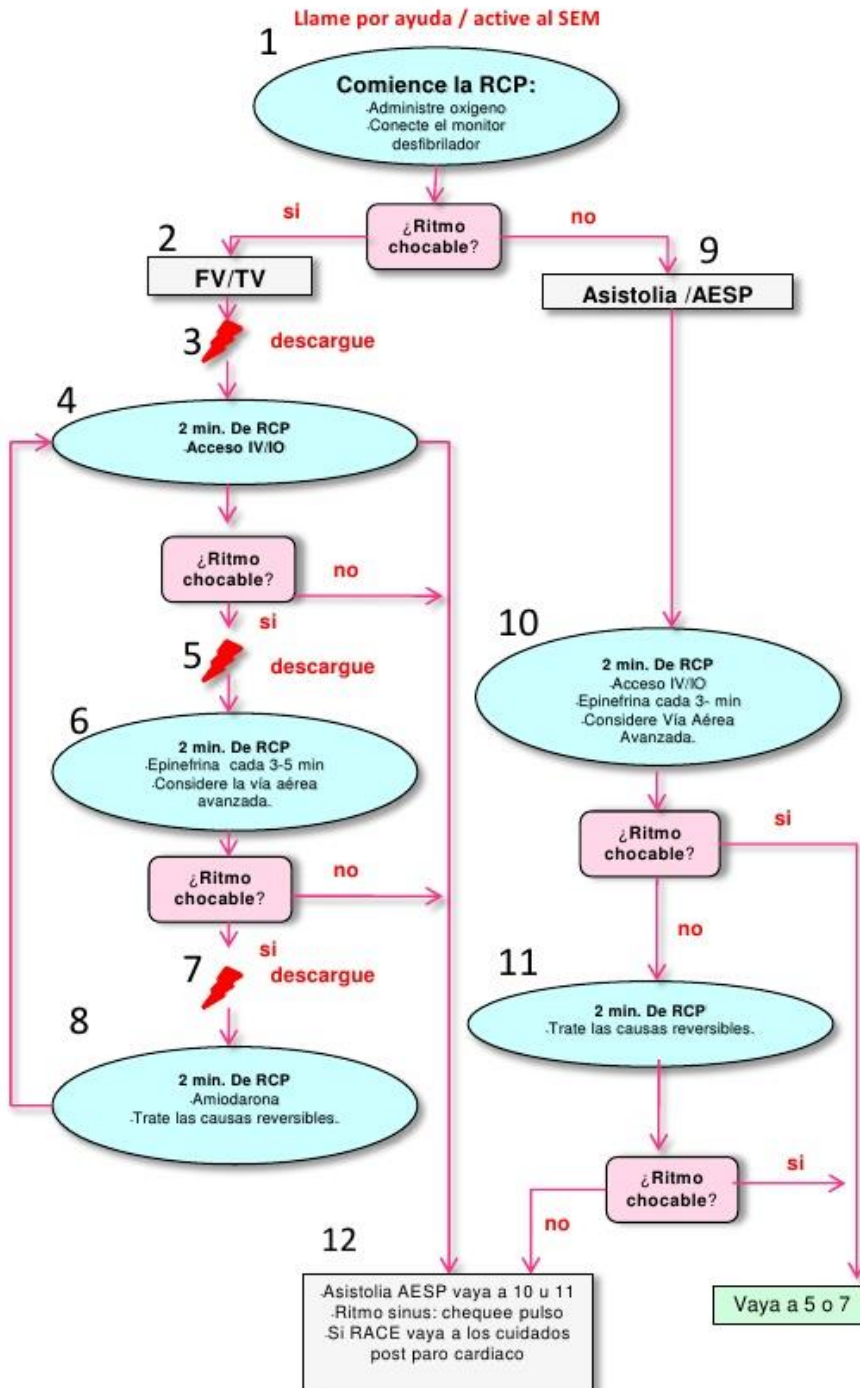 Llame por ayuda / active al SEM
1
Comience la RCP:
.Administre oxigeno
.Conecte el monitor
desfibrilador
si
¿Ritmo
chocable?
no
2
FV/TV
9
Asistolia /AESP
3
descargue
4
2 min. De RCP
.Acceso IV/IO
¿Ritmo
chocable?
no
si
5
descargue
6
2 min. De RCP
.Epinefrina cada 3-5 min
.Considere la vía aérea
avanzada.
¿Ritmo
chocable?
no
si
7
descargue
8
2 min. De RCP
.Amiodarona
.Trate las causas reversibles.
10
2 min. De RCP
.Acceso IV/IO
.Epinefrina cada 3- min
.Considere Vía Aérea
Avanzada.
¿Ritmo
chocable?
si
no
11
2 min. De RCP
.Trate las causas reversibles.
¿Ritmo
chocable?
si
no
12
.Asistolia AESP vaya a 10 u 11
.Ritmo sinus: chequee pulso
.Si RACE vaya a los cuidados
post paro cardiaco
Vaya a 5 o 7